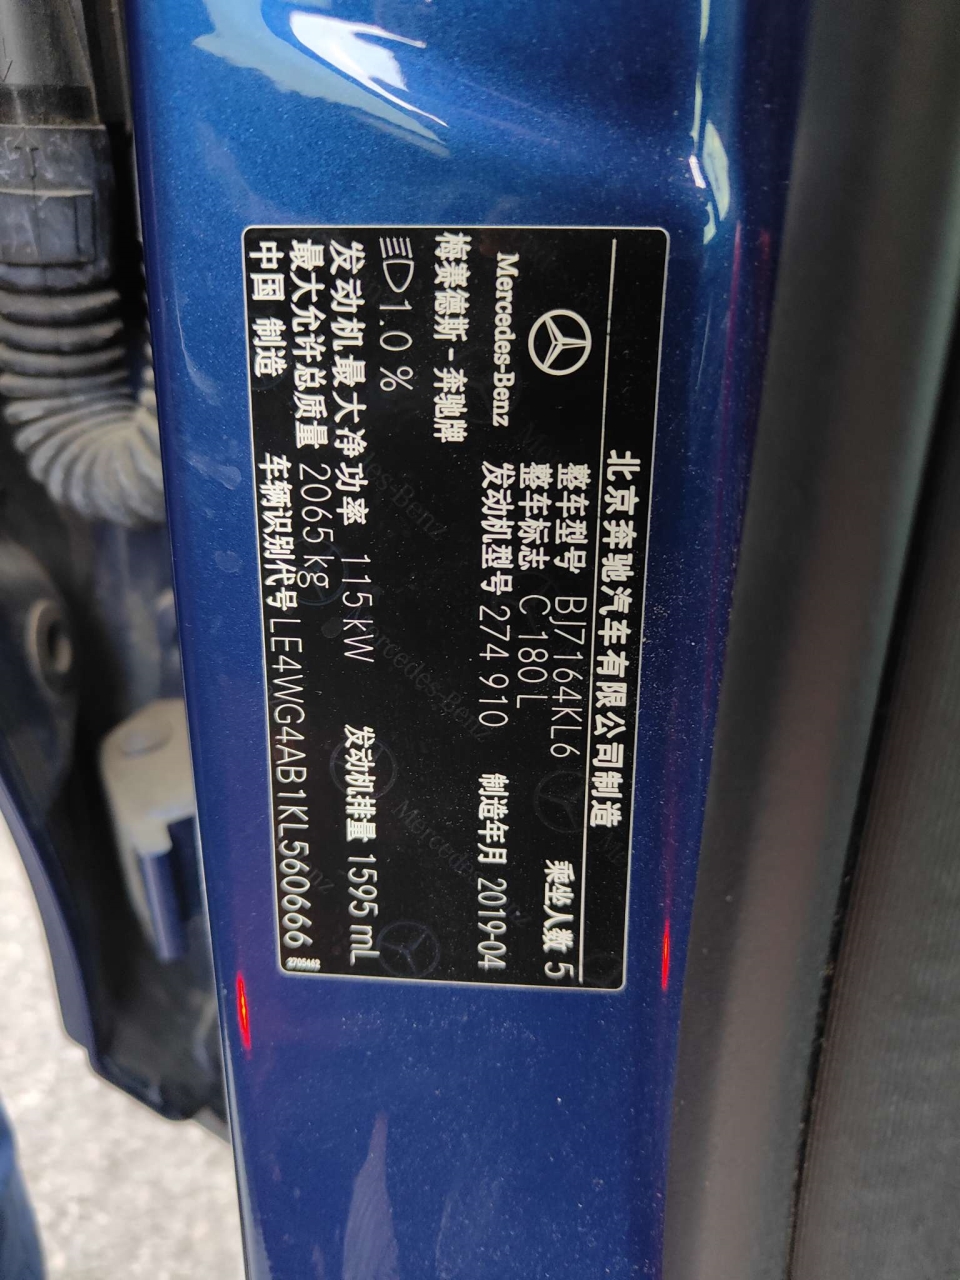 北京奔驰汽车有限公司制造
Mercedes-Benz
整车型号 BJ7164KL6 乘坐人数 5
整车标志 C 180 L
梅赛德斯-奔驰牌 发动机型号 274 910 制造年月 2019-04
1.0 %
发动机最大净功率 115 kW 发动机排量 1595 mL
最大允许总质量 2065 kg
中国 制造 车辆识别代号 LE4WG4AB1KL560666
2705442